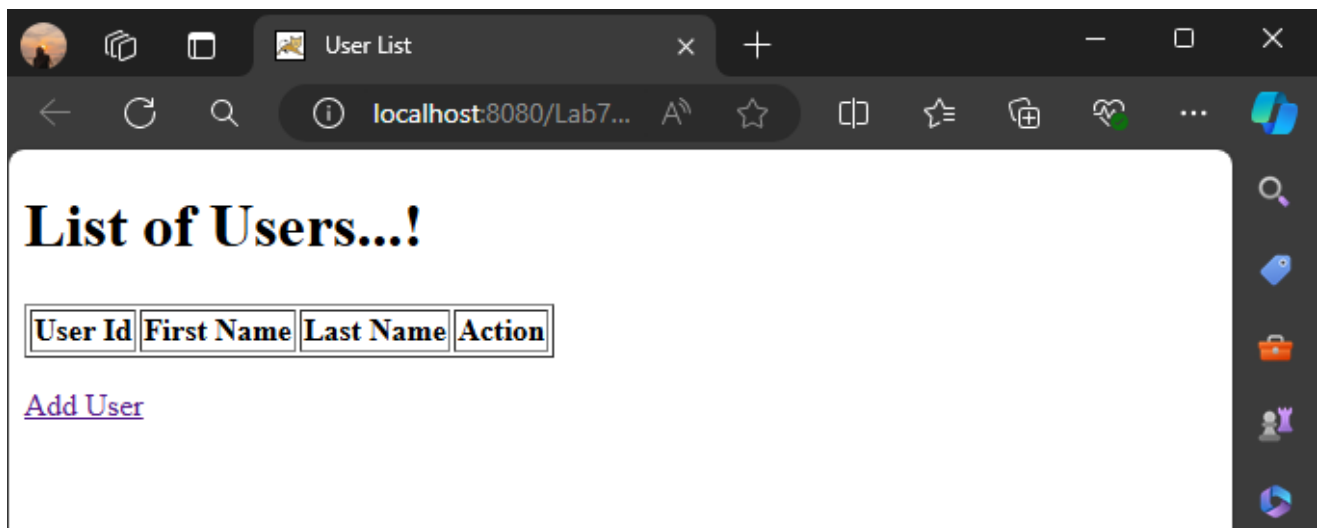 User List
localhost:8080/Lab7...
List of Users...!
User Id First Name Last Name Action
Add User